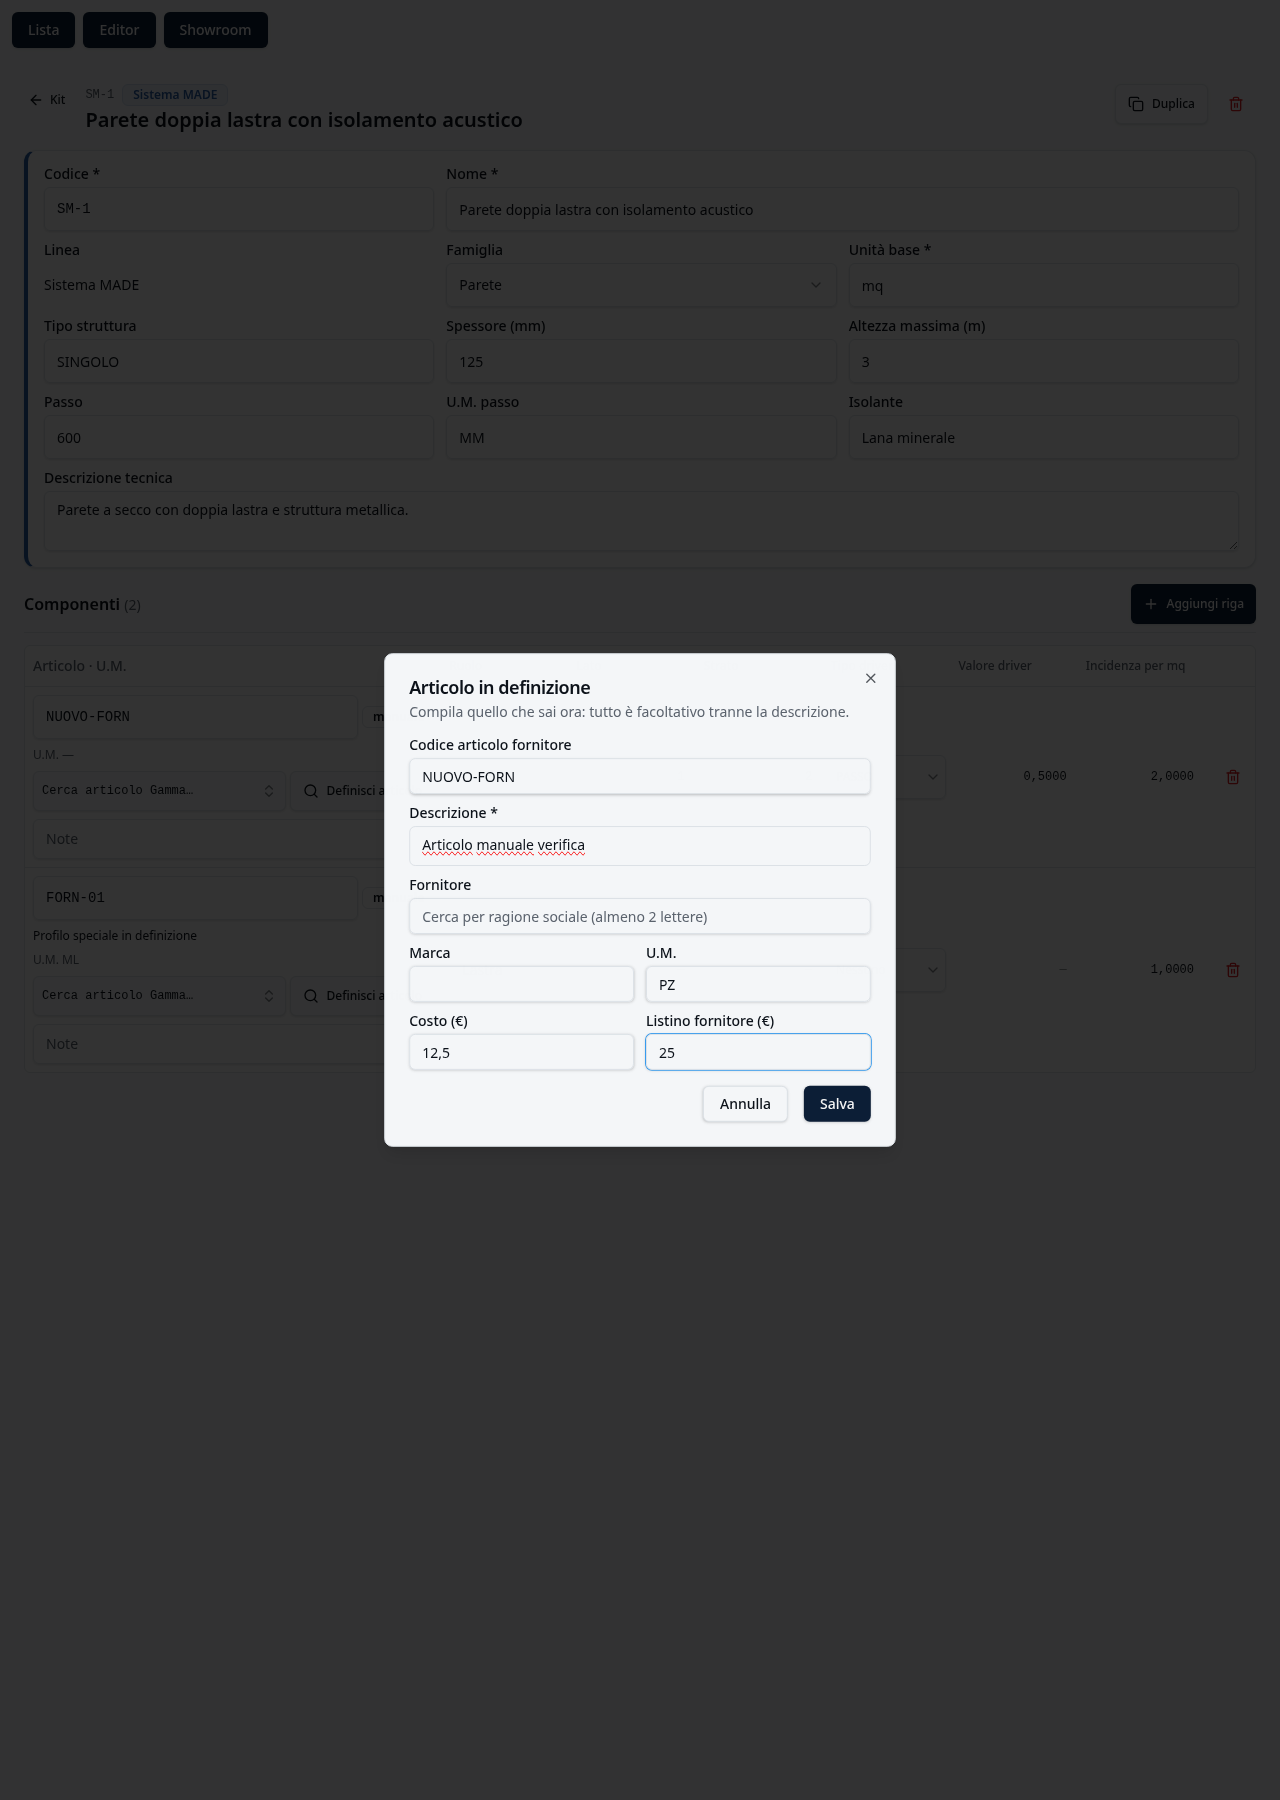 Lista Editor Showroom
Kit SM-1 Sistema MADE Duplica
Parete doppia lastra con isolamento acustico
Codice * Nome *
SM-1 Parete doppia lastra con isolamento acustico
Linea Famiglia Unità base *
Sistema MADE Parete mq
Tipo struttura Spessore (mm) Altezza massima (m)
SINGOLO 125 3
Passo U.M. passo Isolante
600 MM Lana minerale
Descrizione tecnica
Parete a secco con doppia lastra e struttura metallica.
Componenti (2) Aggiungi riga
Articolo · U.M. Valore driver Incidenza per mq
NUOVO-FORN m
U.M. — 0,5000 2,0000
Cerca articolo Gamma… Definisci a
Note
FORN-01 m
Profilo speciale in definizione
U.M. ML – 1,0000
Cerca articolo Gamma… Definisci a
Note
Articolo in definizione
Compila quello che sai ora: tutto è facoltativo tranne la descrizione.
Codice articolo fornitore
NUOVO-FORN
Descrizione *
Articolo manuale verifica
Fornitore
Cerca per ragione sociale (almeno 2 lettere)
Marca U.M.
PZ
Costo (€) Listino fornitore (€)
12,5 25
Annulla Salva